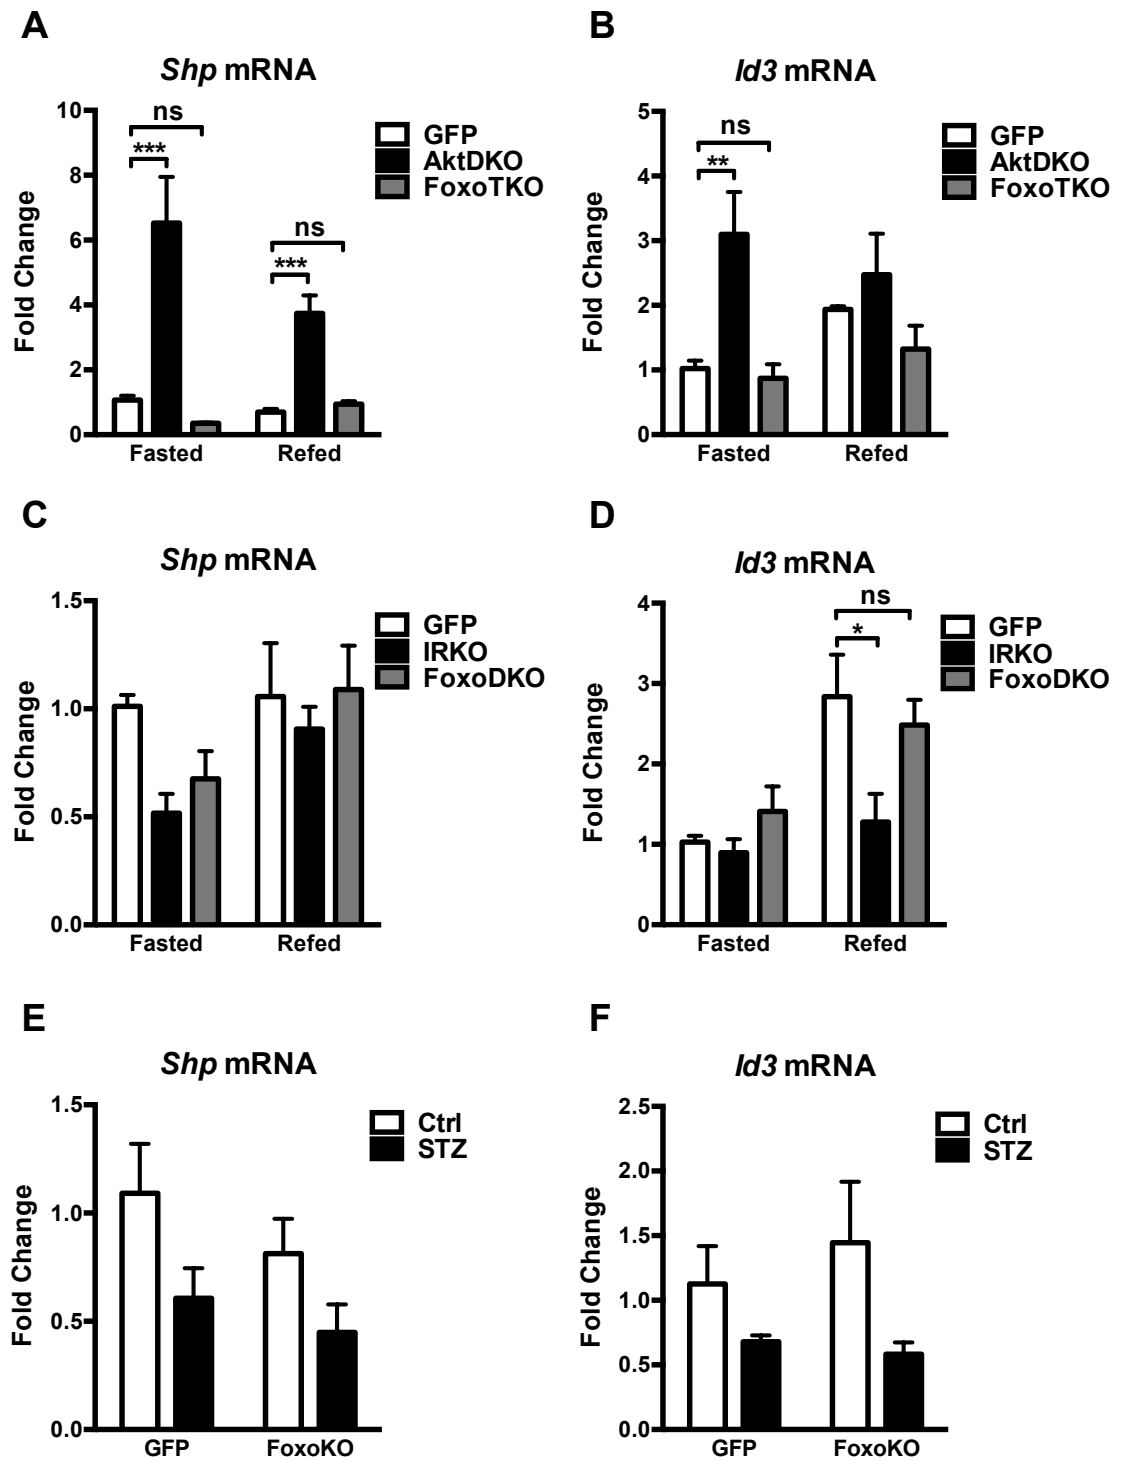 A
Shp mRNA
10
8
6
4
2
0
Fold Change
ns
***
ns
***
GFP
AktDKO
FoxoTKO
Fasted
Refed
B
Id3 mRNA
5
4
3
2
1
0
Fold Change
ns
**
GFP
AktDKO
FoxoTKO
Fasted
Refed
C
Shp mRNA
1.5
1.0
0.5
0.0
Fold Change
GFP
IRKO
FoxoDKO
Fasted
Refed
D
Id3 mRNA
4
3
2
1
0
Fold Change
ns
*
GFP
IRKO
FoxoDKO
Fasted
Refed
E
Shp mRNA
1.5
1.0
0.5
0.0
Fold Change
Ctrl
STZ
GFP
FoxoKO
F
Id3 mRNA
2.5
2.0
1.5
1.0
0.5
0.0
Fold Change
Ctrl
STZ
GFP
FoxoKO